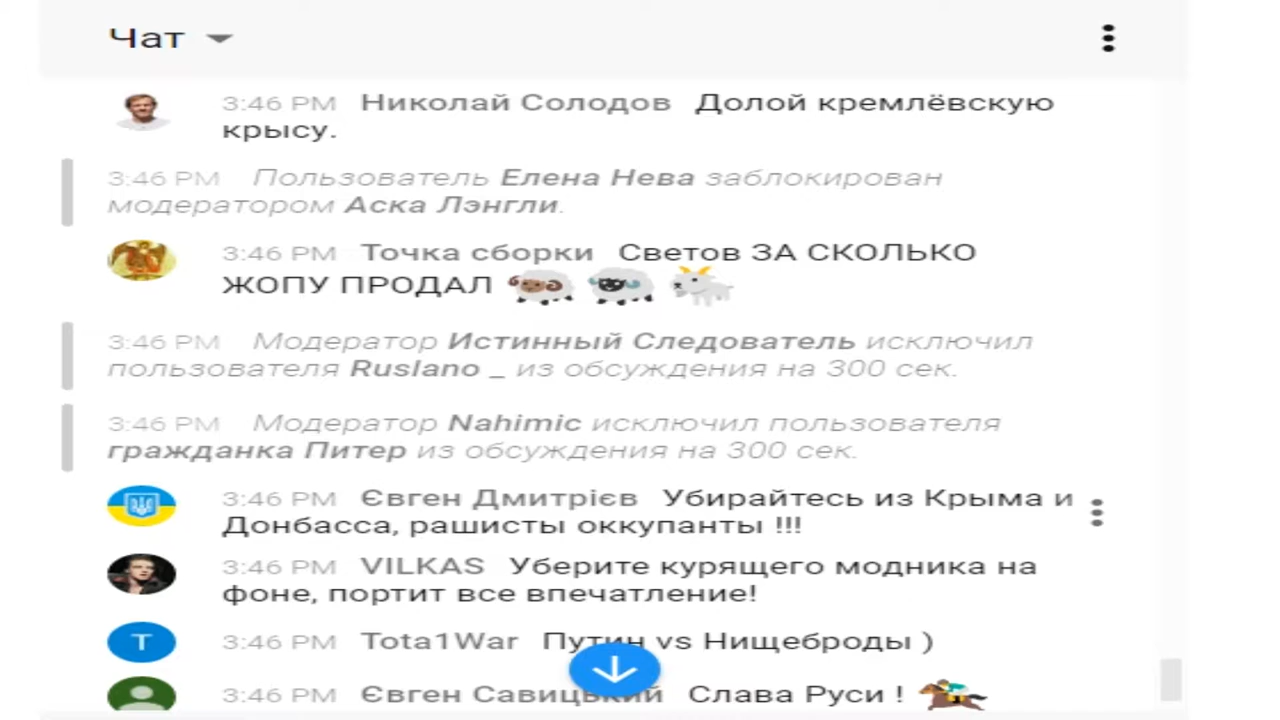 Чат
3:46 PM Николай Солодов Долой кремлёвскую
крысу.
3:46 PM Пользователь Елена Нева заблокирован
модератором Аска Лэнгли.
3:46 PM Точка сборки Светов ЗА СКОЛЬКО
ЖОПУ ПРОДАЛ
3:46 PM Модератор Истинный Следователь исключил
пользователя Ruslano _ из обсуждения на 300 сек.
3:46 PM Модератор Nahimic исключил пользователя
гражданка Питер из обсуждения на 300 сек.
3:46 PM Євген Дмитрієв Убирайтесь из Крыма и
Донбасса, рашисты оккупанты !!!
3:46 PM VILKAS Уберите курящего модника на
фоне, портит все впечатление!
T 3:46 PM Tota1War Путин vs Нищеброды )
3:46 PM Євген Савицький Слава Руси !